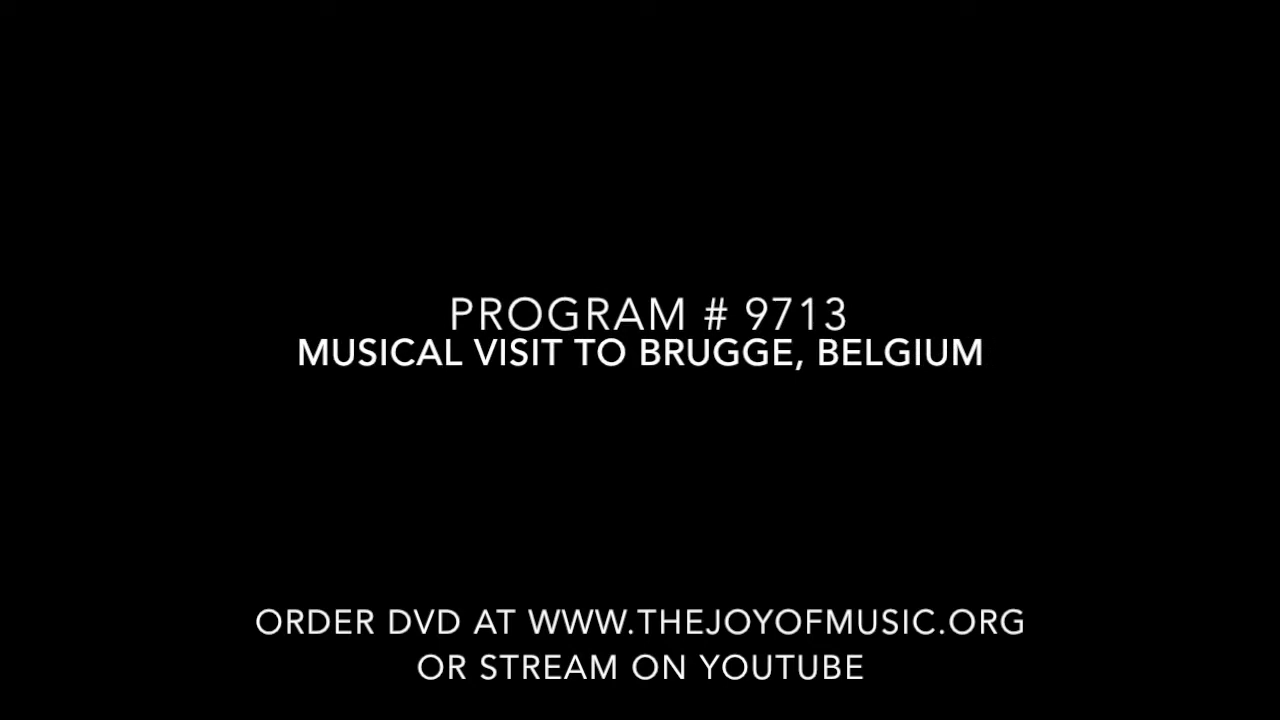 PROGRAM # 9713
MUSICAL VISIT TO BRUGGE, BELGIUM
ORDER DVD AT WWW.THEJOYOFMUSIC.ORG
OR STREAM ON YOUTUBE